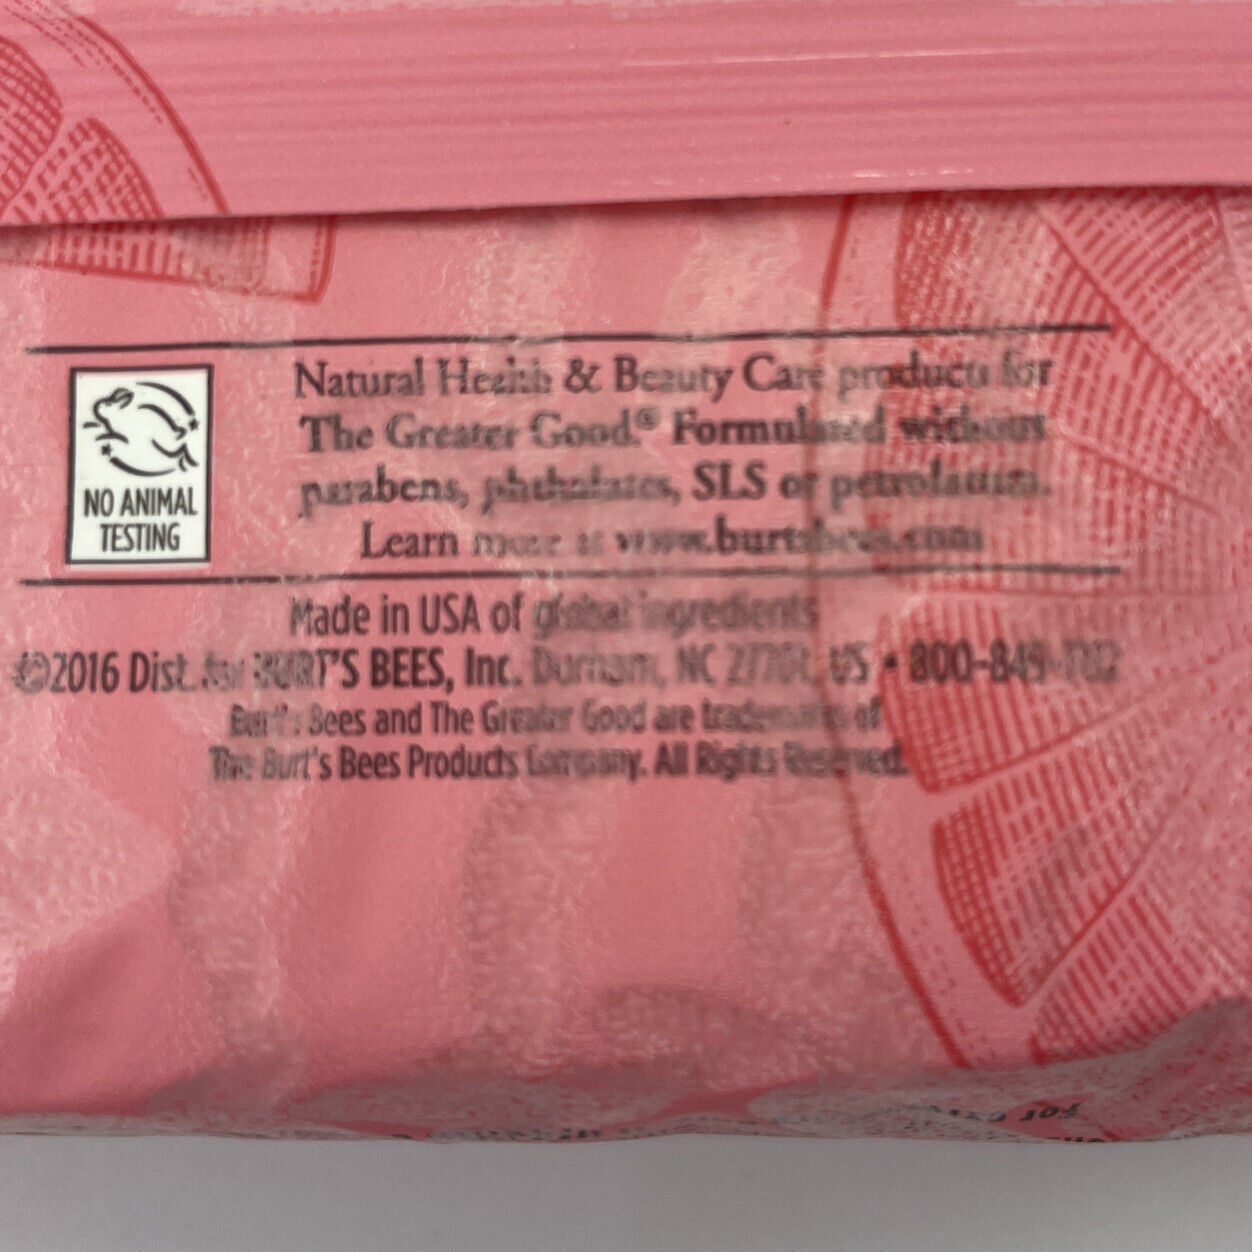 NO ANIMAL
TESTING
Natural Health & Beauty Care products for
The Greater Good.® Formulated without
parabens, phthalates, SLS or petrolatum.
Learn more at www.burtsbees.com
Made in USA of global ingredients
©2016 Dist. for BURT'S BEES, Inc. Durham, NC 27701, US • 800-849-7112
Burt's Bees and The Greater Good are trademarks of
The Burt's Bees Products Company. All Rights Reserved.